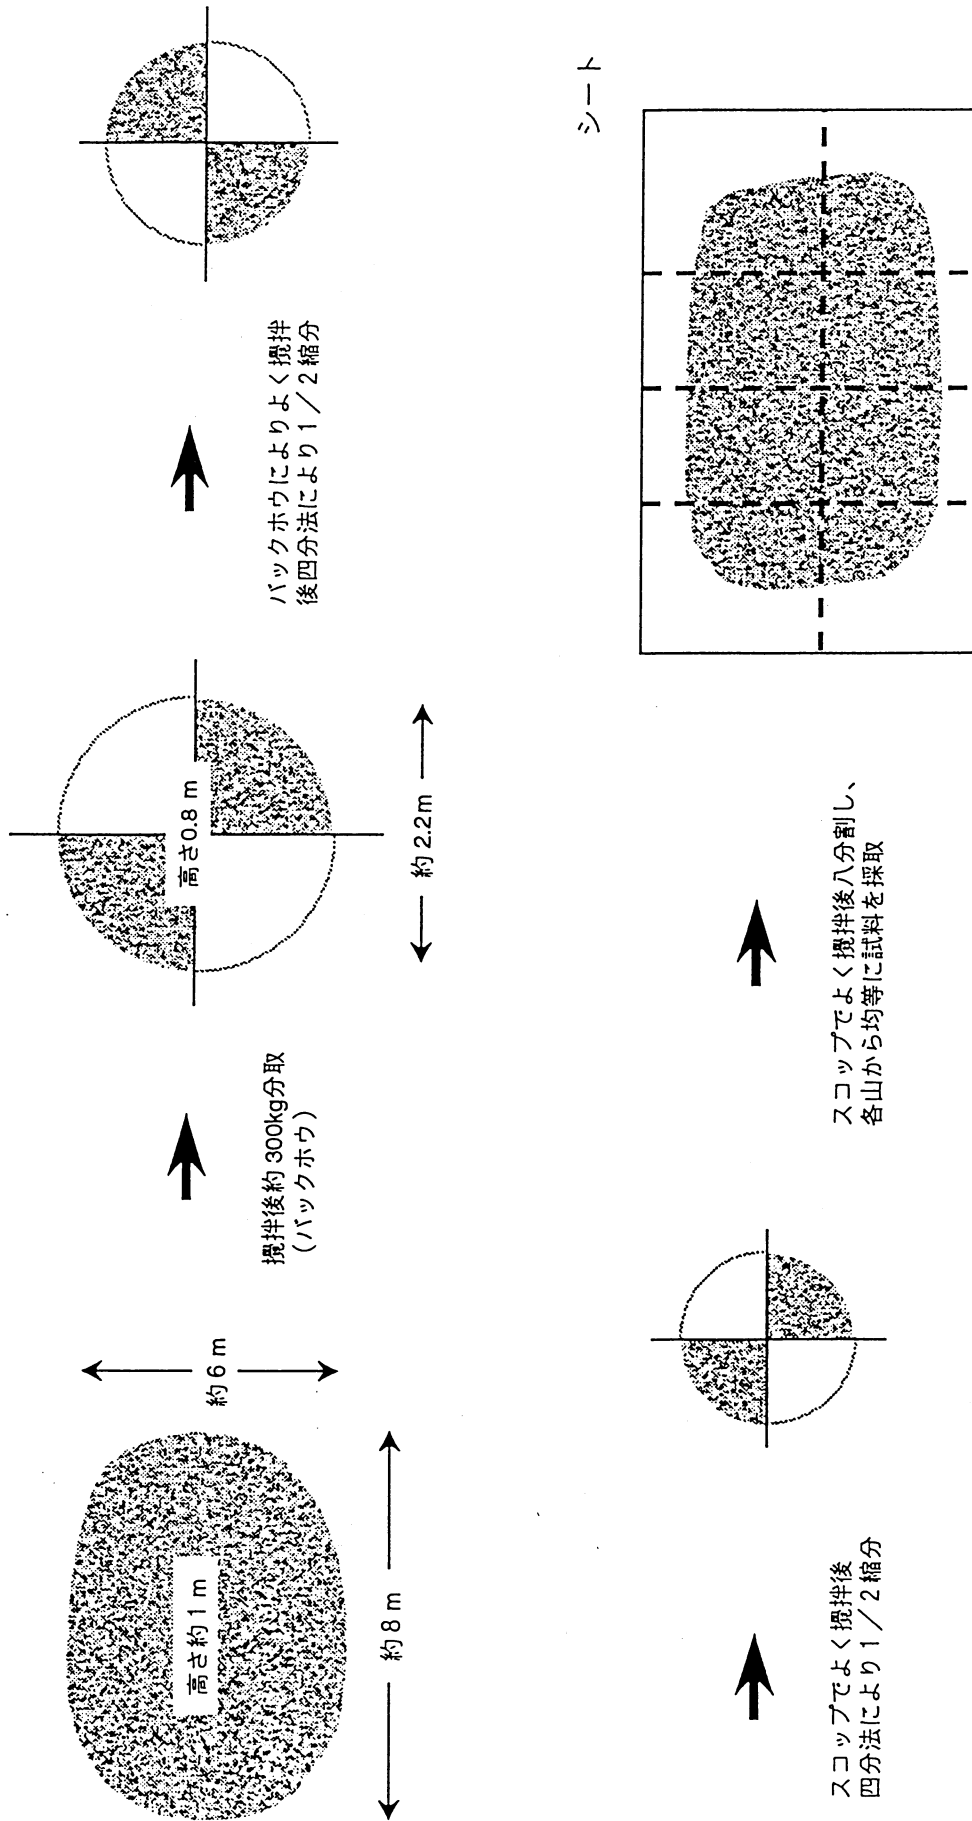 高さ約1m
約6m
約8m
攪拌後約300kg分取
(バックホウ)
高さ0.8m
約2.2m
バックホウによりよく攪拌
後四分法により1/2縮分
スコップでよく攪拌後
四分法により1/2縮分
スコップでよく攪拌後八分割し、
各山から均等に試料を採取
シート